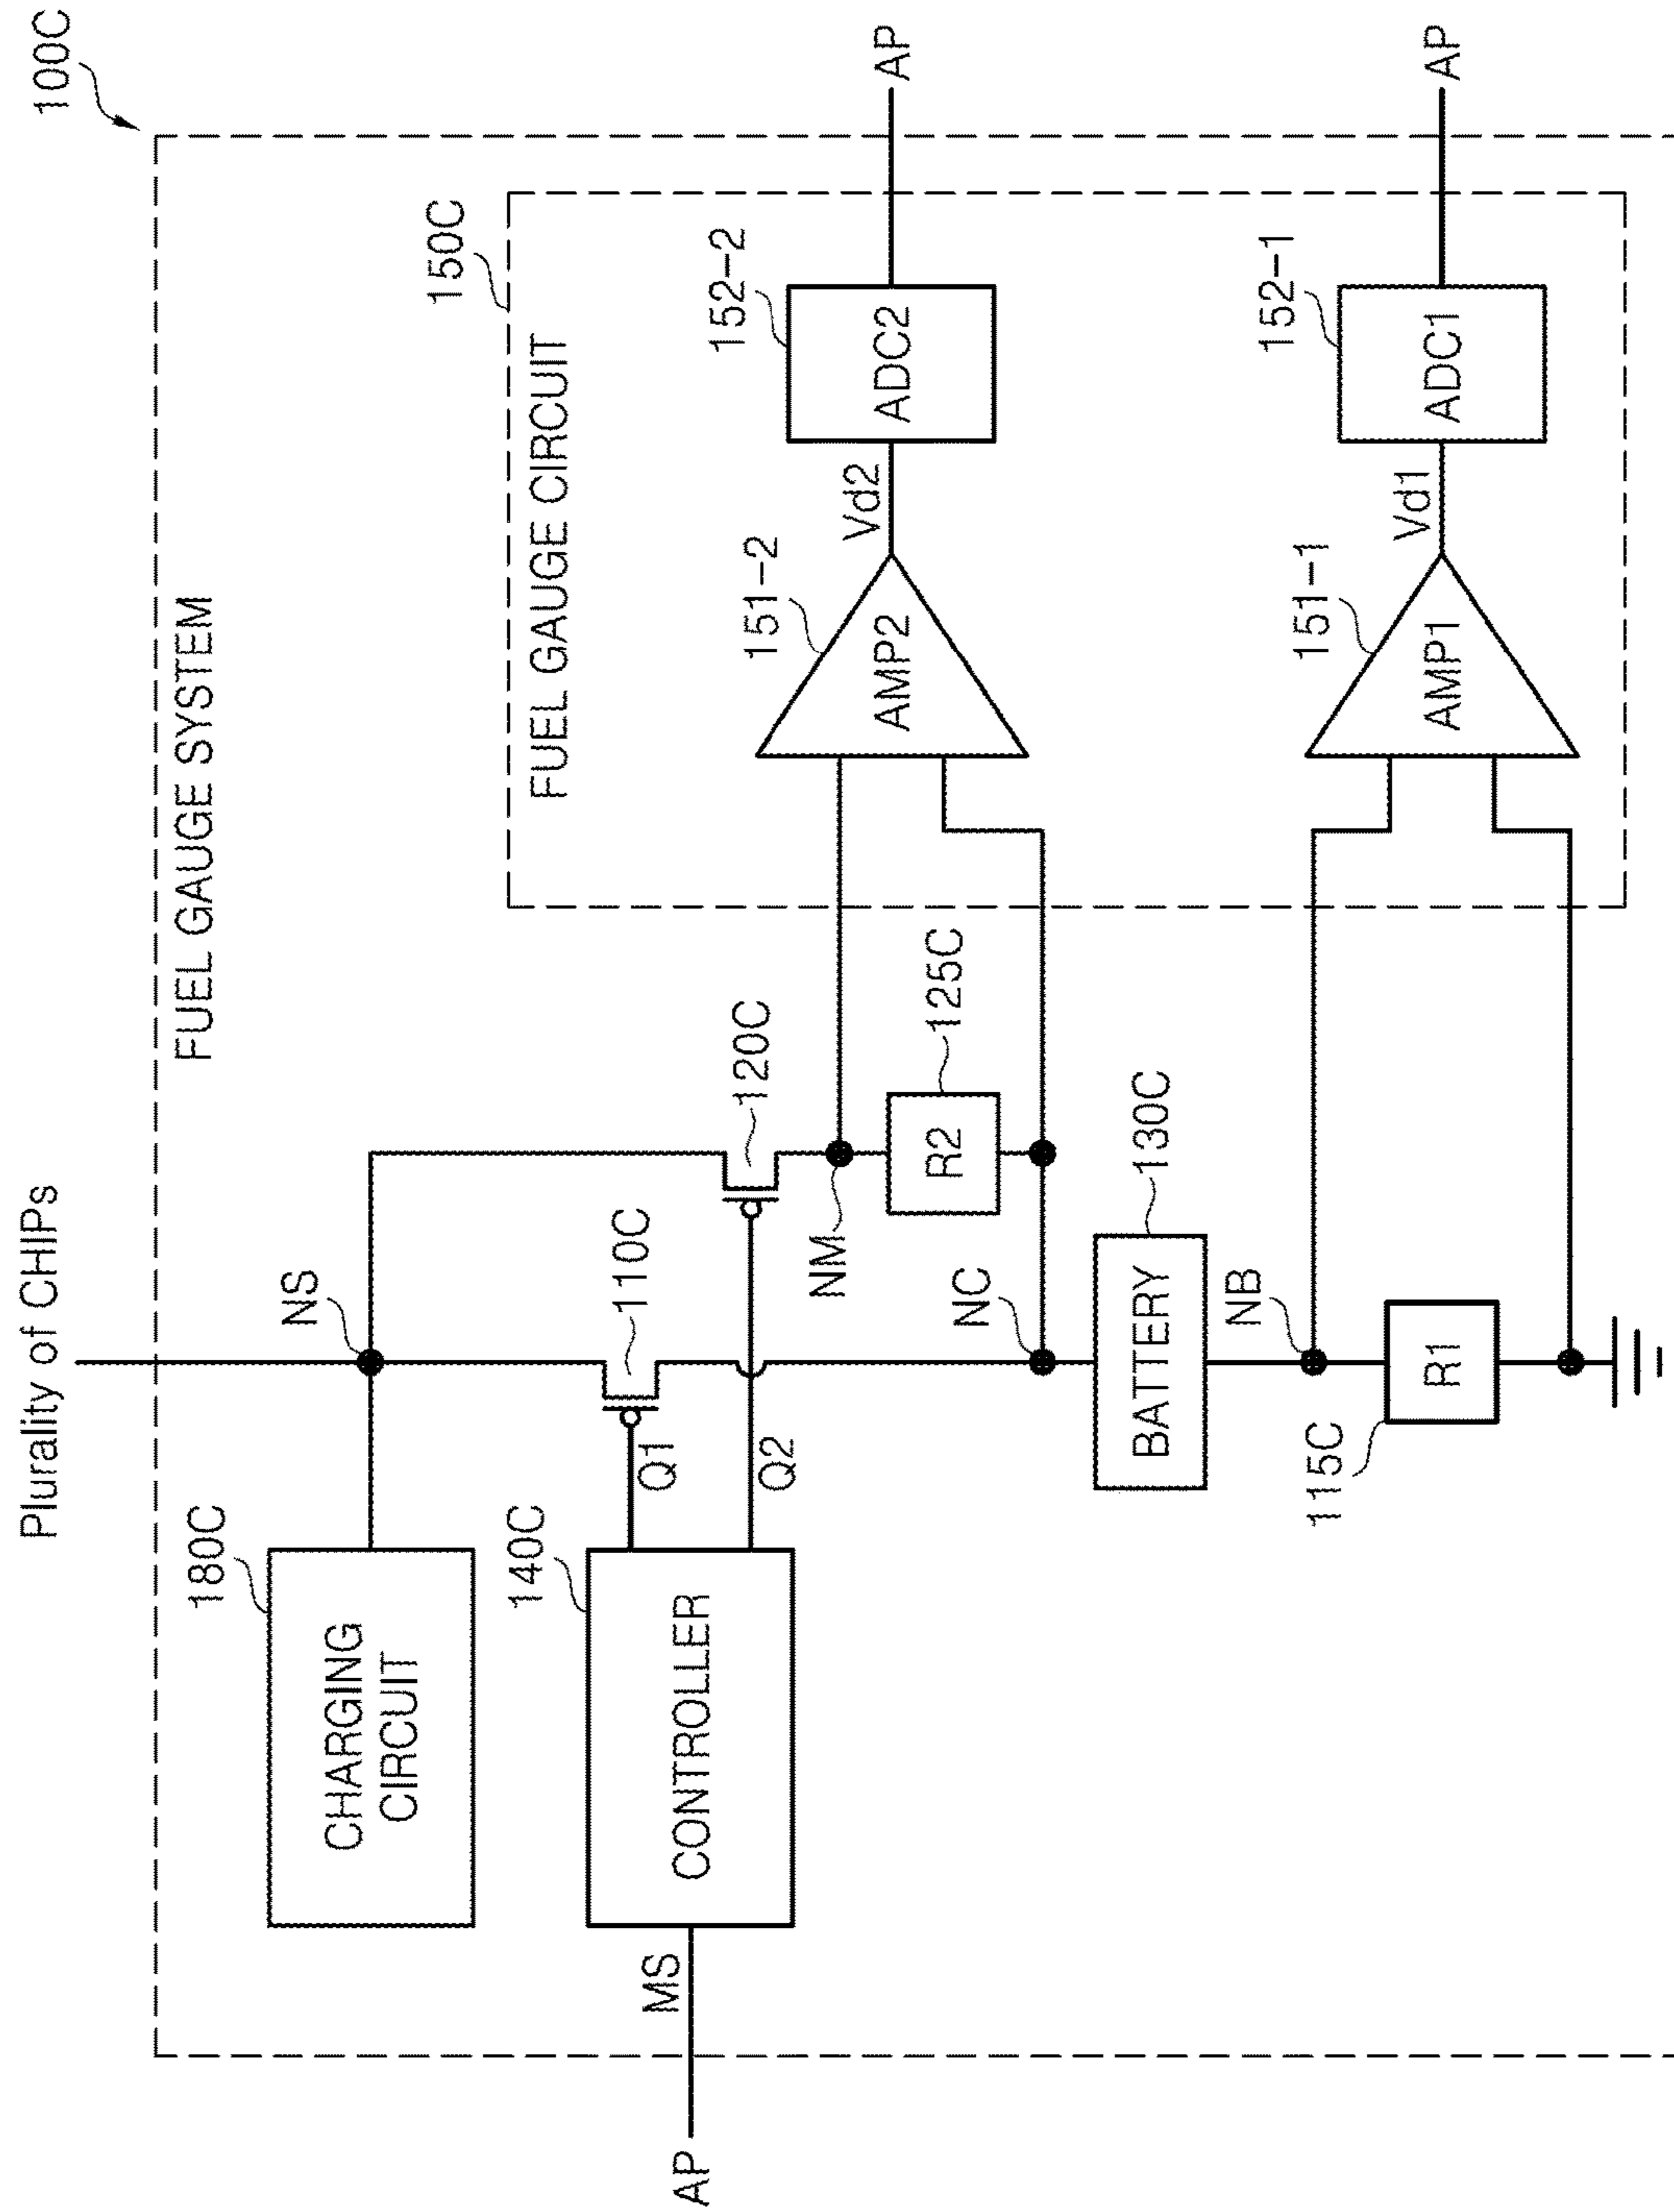 100C
FUEL GAUGE SYSTEM
Plurality of CHIPs
NS
180C
CHARGING
CIRCUIT
140C
CONTROLLER
AP
MS
Q1
Q2
110C
120C
NM
R2
125C
NC
130C
BATTERY
NB
115C
R1
150C
FUEL GAUGE CIRCUIT
151-2
AMP2
Vd2
152-2
ADC2
AP
151-1
AMP1
Vd1
152-1
ADC1
AP